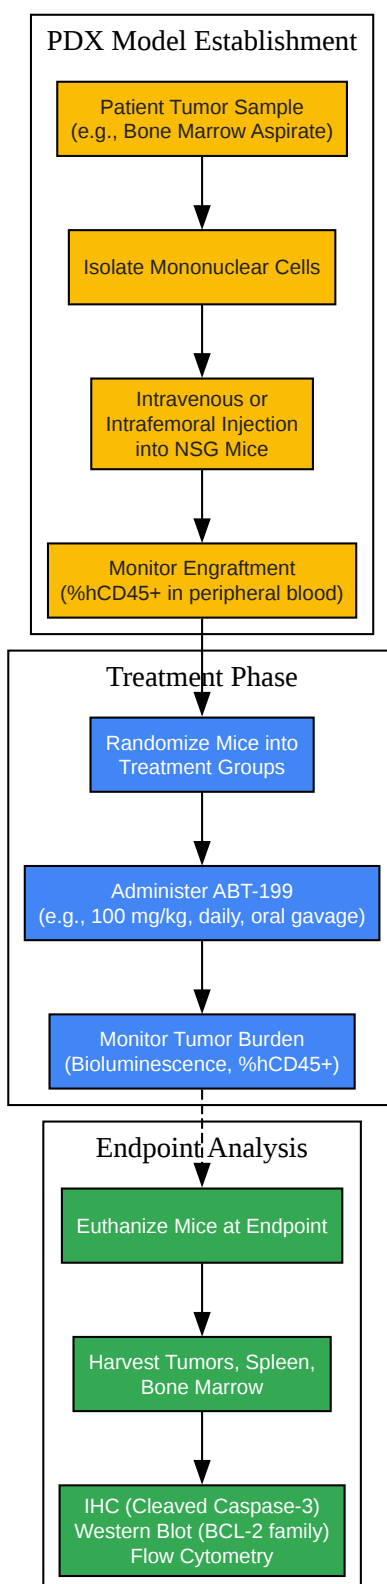 PDX Model Establishment
Patient Tumor Sample
(e.g., Bone Marrow Aspirate)
Isolate Mononuclear Cells
Intravenous or
Intrafemoral Injection
into NSG Mice
Monitor Engraftment
(%hCD45+ in peripheral blood)
Treatment Phase
Randomize Mice into
Treatment Groups
Administer ABT-199
(e.g., 100 mg/kg, daily, oral gavage)
Monitor Tumor Burden
(Bioluminescence, %hCD45+)
Endpoint Analysis
Euthanize Mice at Endpoint
Harvest Tumors, Spleen,
Bone Marrow
IHC (Cleaved Caspase-3)
Western Blot (BCL-2 family)
Flow Cytometry